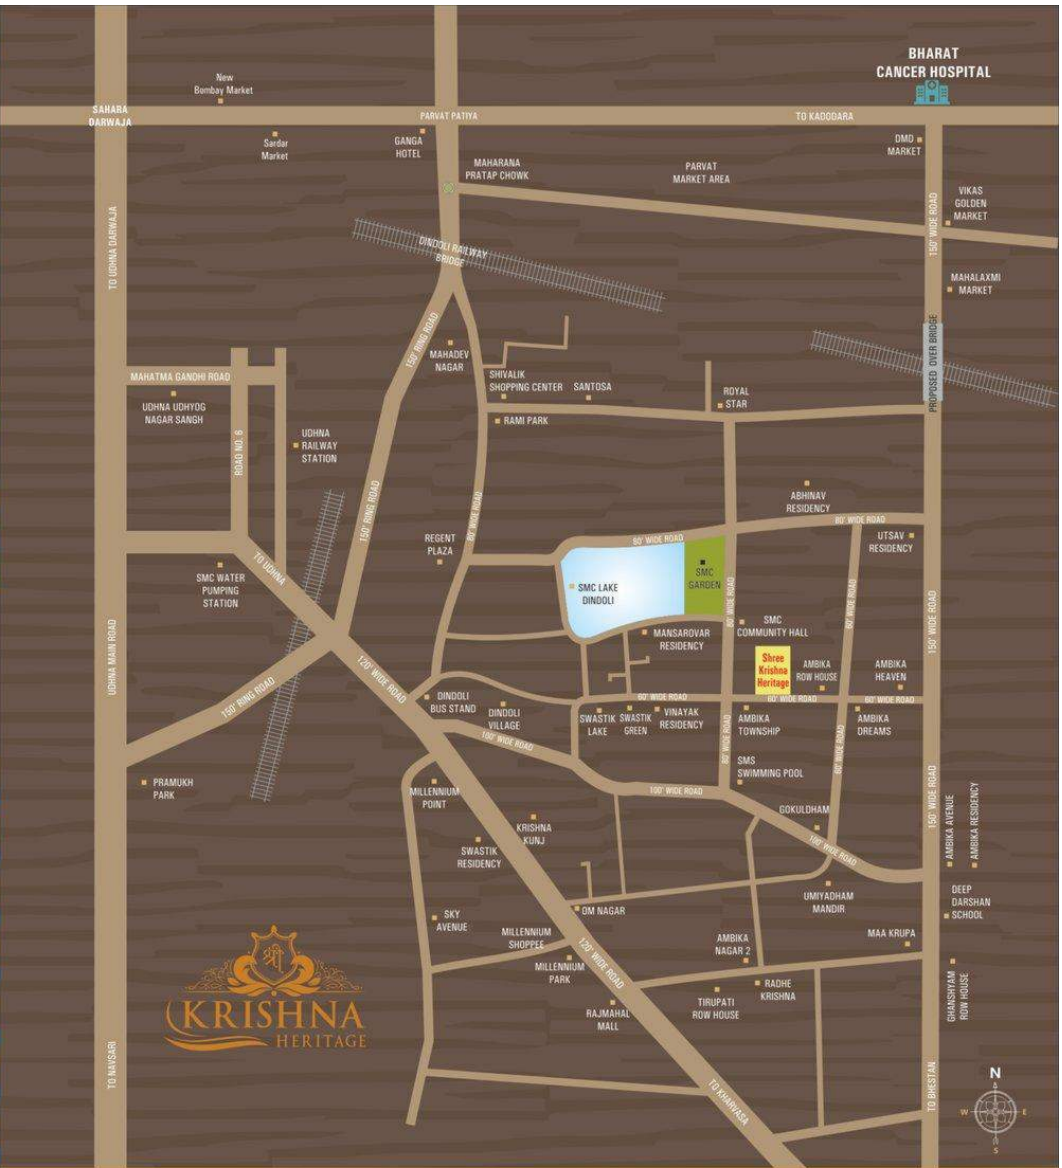 BHARAT
CANCER HOSPITAL
New
Bombay Market
SAHARA
DARWAJA
PARVAT PATIYA
TO KADODARA
Sardar
Market
GANGA
HOTEL
DMD
MARKET
MAHARANA
PRATAP CHOWK
PARVAT
MARKET AREA
VIKAS
GOLDEN
MARKET
150' WIDE ROAD
TO UDHNA DARWAJA
DINDOLI RAILWAY
BRIDGE
MAHALAXMI
MARKET
PROPOSED OVER BRIDGE
150' RING ROAD
MAHADEV
NAGAR
MAHATMA GANDHI ROAD
SHIVALIK
SHOPPING CENTER
SANTOSA
ROYAL
STAR
UDHNA UDHYOG
NAGAR SANGH
RAMI PARK
UDHNA
RAILWAY
STATION
ROAD NO. 6
150' RING ROAD
80' WIDE ROAD
ABHINAV
RESIDENCY
80' WIDE ROAD
REGENT
PLAZA
80' WIDE ROAD
UTSAV
RESIDENCY
TO UDHNA
SMC WATER
PUMPING
STATION
SMC LAKE
DINDOLI
SMC
GARDEN
80' WIDE ROAD
60' WIDE ROAD
150' WIDE ROAD
SMC
COMMUNITY HALL
MANSAROVAR
RESIDENCY
UDHNA MAIN ROAD
Shree
Krishna
Heritage
AMBIKA
ROW HOUSE
AMBIKA
HEAVEN
120' WIDE ROAD
150' RING ROAD
DINDOLI
BUS STAND
DINDOLI
VILLAGE
60' WIDE ROAD
60' WIDE ROAD
60' WIDE ROAD
SWASTIK
LAKE
SWASTIK
GREEN
VINAYAK
RESIDENCY
AMBIKA
TOWNSHIP
AMBIKA
DREAMS
100' WIDE ROAD
80' WIDE ROAD
60' WIDE ROAD
SMS
SWIMMING POOL
PRAMUKH
PARK
MILLENNIUM
POINT
100' WIDE ROAD
150' WIDE ROAD
GOKULDHAM
AMBIKA AVENUE
AMBIKA RESIDENCY
KRISHNA
KUNJ
SWASTIK
RESIDENCY
100' WIDE ROAD
UMIYADHAM
MANDIR
DEEP
DARSHAN
SCHOOL
SKY
AVENUE
OM NAGAR
MILLENNIUM
SHOPPEE
MAA KRUPA
AMBIKA
NAGAR 2
MILLENNIUM
PARK
120' WIDE ROAD
RADHE
KRISHNA
TIRUPATI
ROW HOUSE
GHANSHYAM
ROW HOUSE
RAJMAHAL
MALL
श्री
KRISHNA
HERITAGE
TO NAVSARI
TO KHARVASA
TO BHESTAN
N
W
E
S